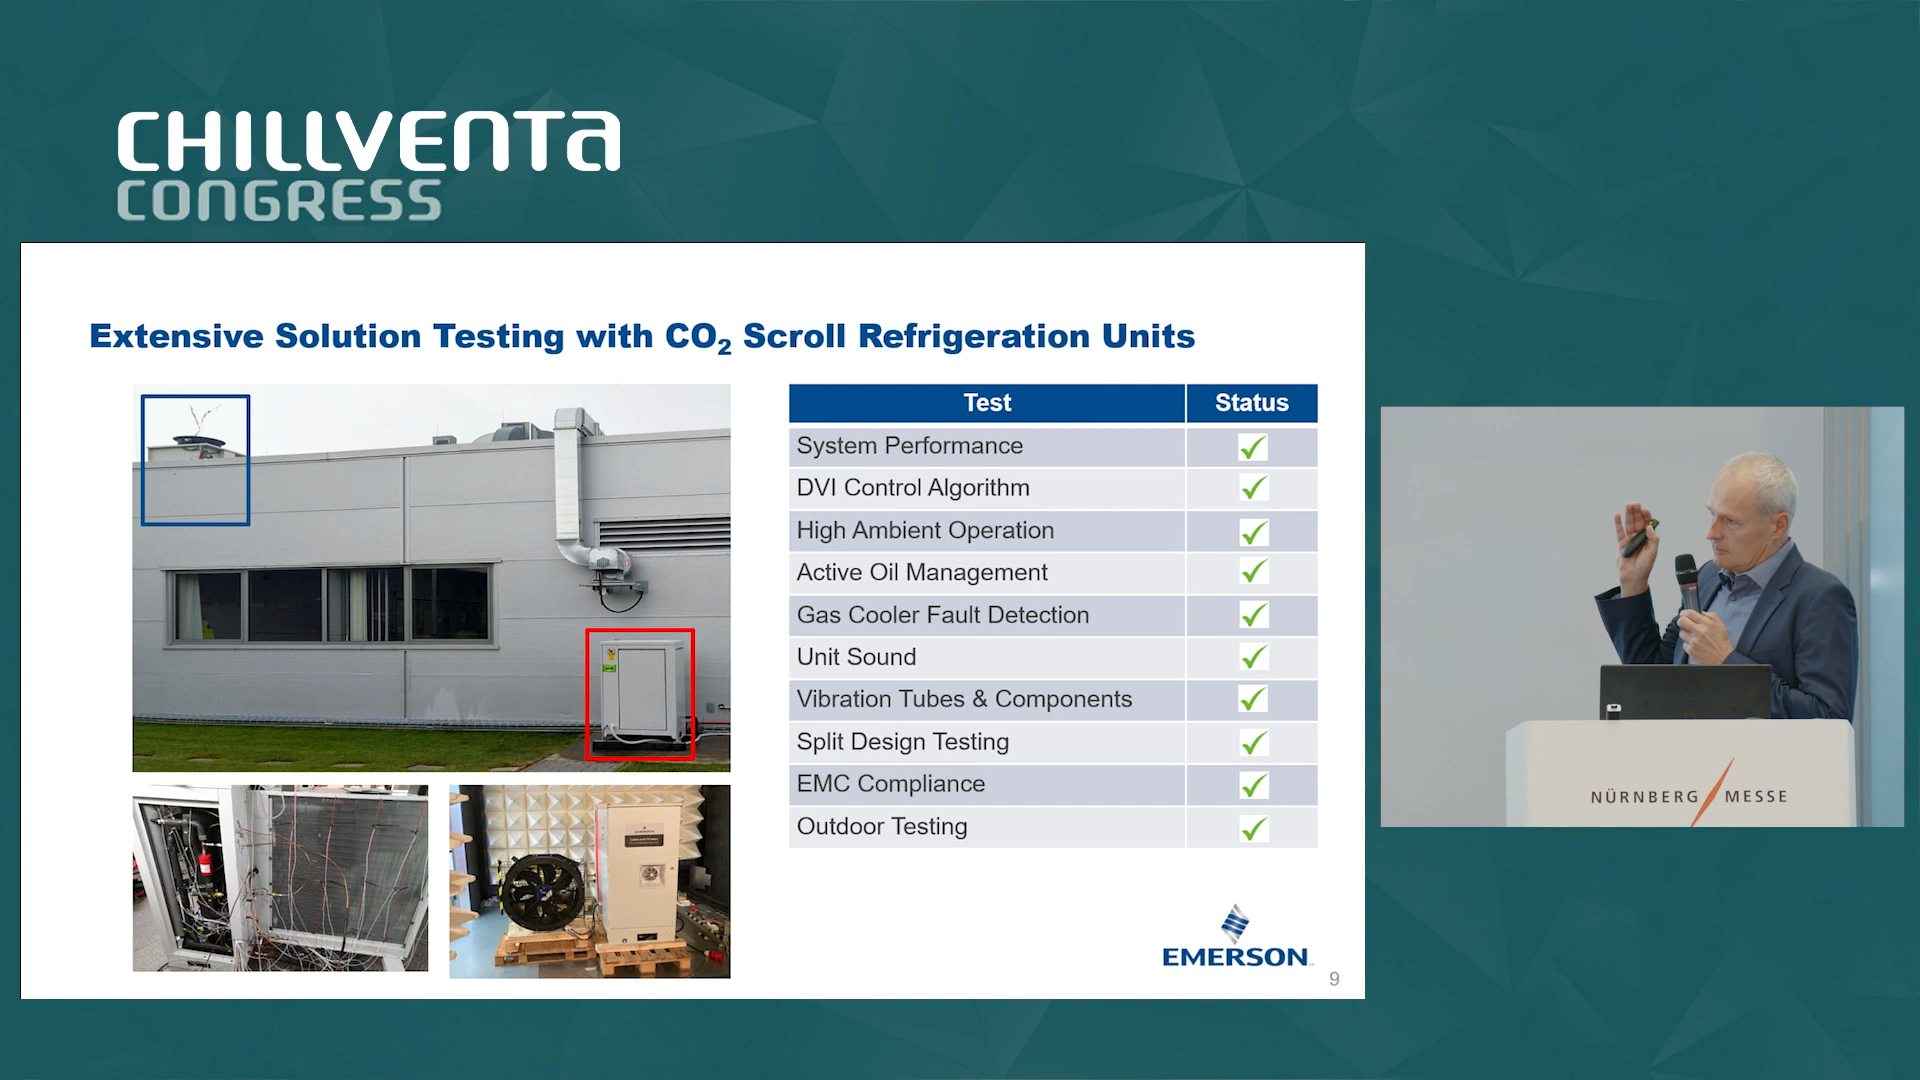 CHILLVENTA
CONGRESS
Extensive Solution Testing with CO₂ Scroll Refrigeration Units
Test Status
System Performance
DVI Control Algorithm
High Ambient Operation
Active Oil Management
Gas Cooler Fault Detection
Unit Sound
Vibration Tubes & Components
Split Design Testing
EMC Compliance
Outdoor Testing
EMERSON
9
NÜRNBERG MESSE